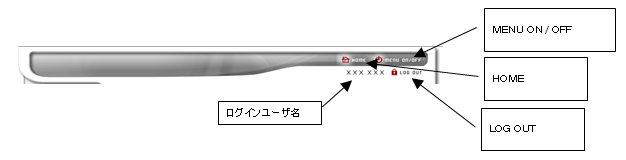 MENU ON / OFF
HOME MENU ON/OFF
XXX XXX LOG OUT
HOME
ログインユーザ名
LOG OUT